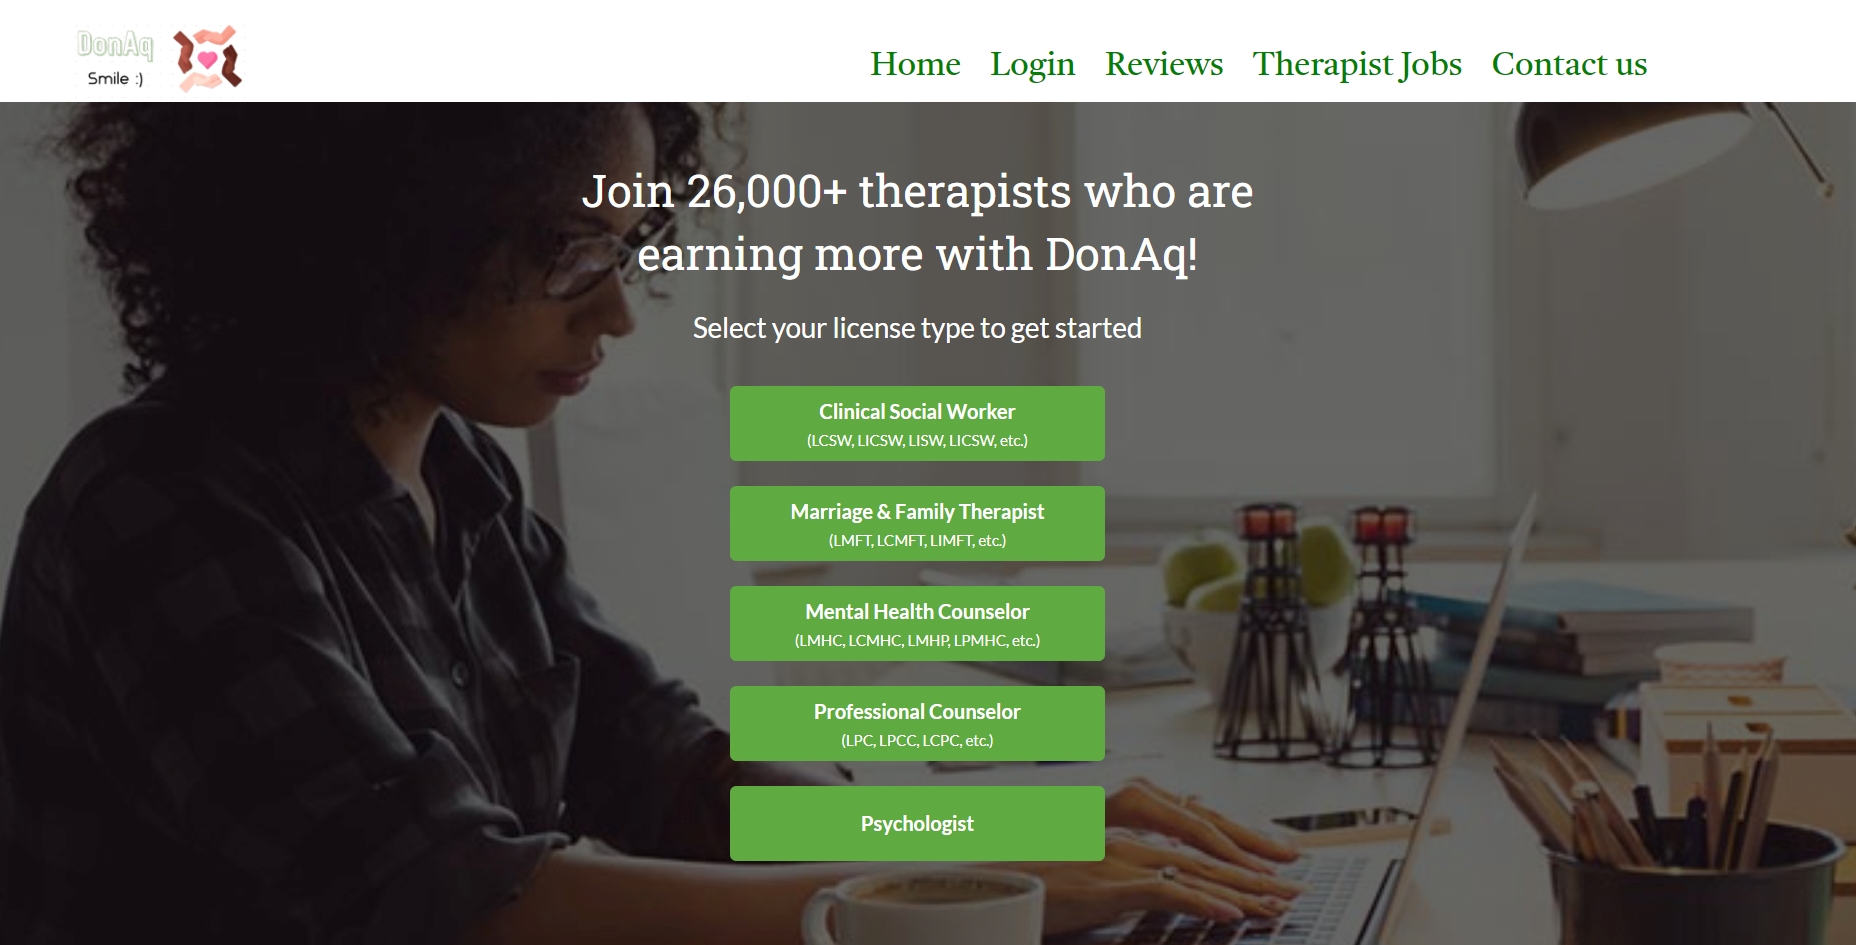 DonAq
Smile :)
Home Login Reviews Therapist Jobs Contact us
Join 26,000+ therapists who are
earning more with DonAq!
Select your license type to get started
Clinical Social Worker
(LCSW, LICSW, LISW, LICSW, etc.)
Marriage & Family Therapist
(LMFT, LCMFT, LIMFT, etc.)
Mental Health Counselor
(LMHC, LCMHC, LMHP, LPMHC, etc.)
Professional Counselor
(LPC, LPCC, LCPC, etc.)
Psychologist